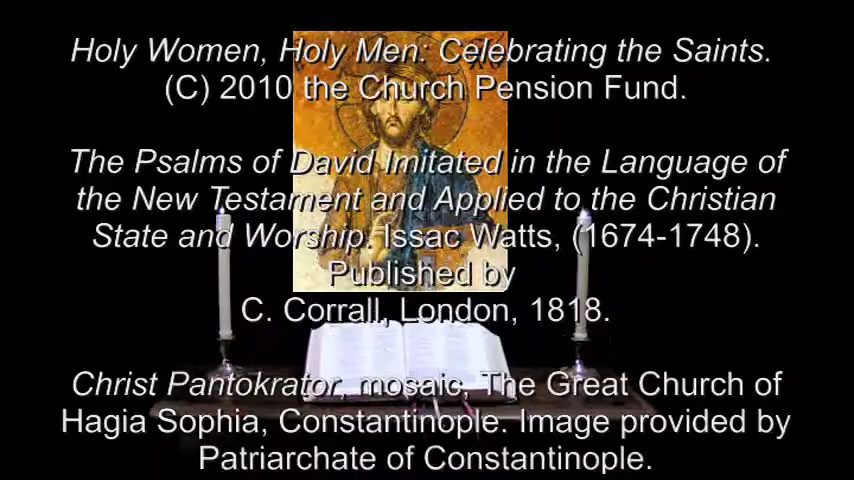 Holy Women, Holy Men: Celebrating the Saints.
(C) 2010 the Church Pension Fund.
The Psalms of David Imitated in the Language of
the New Testament and Applied to the Christian
State and Worship. Issac Watts, (1674-1748).
Published by
C. Corrall, London, 1818.
Christ Pantokrator, mosaic, The Great Church of
Hagia Sophia, Constantinople. Image provided by
Patriarchate of Constantinople.